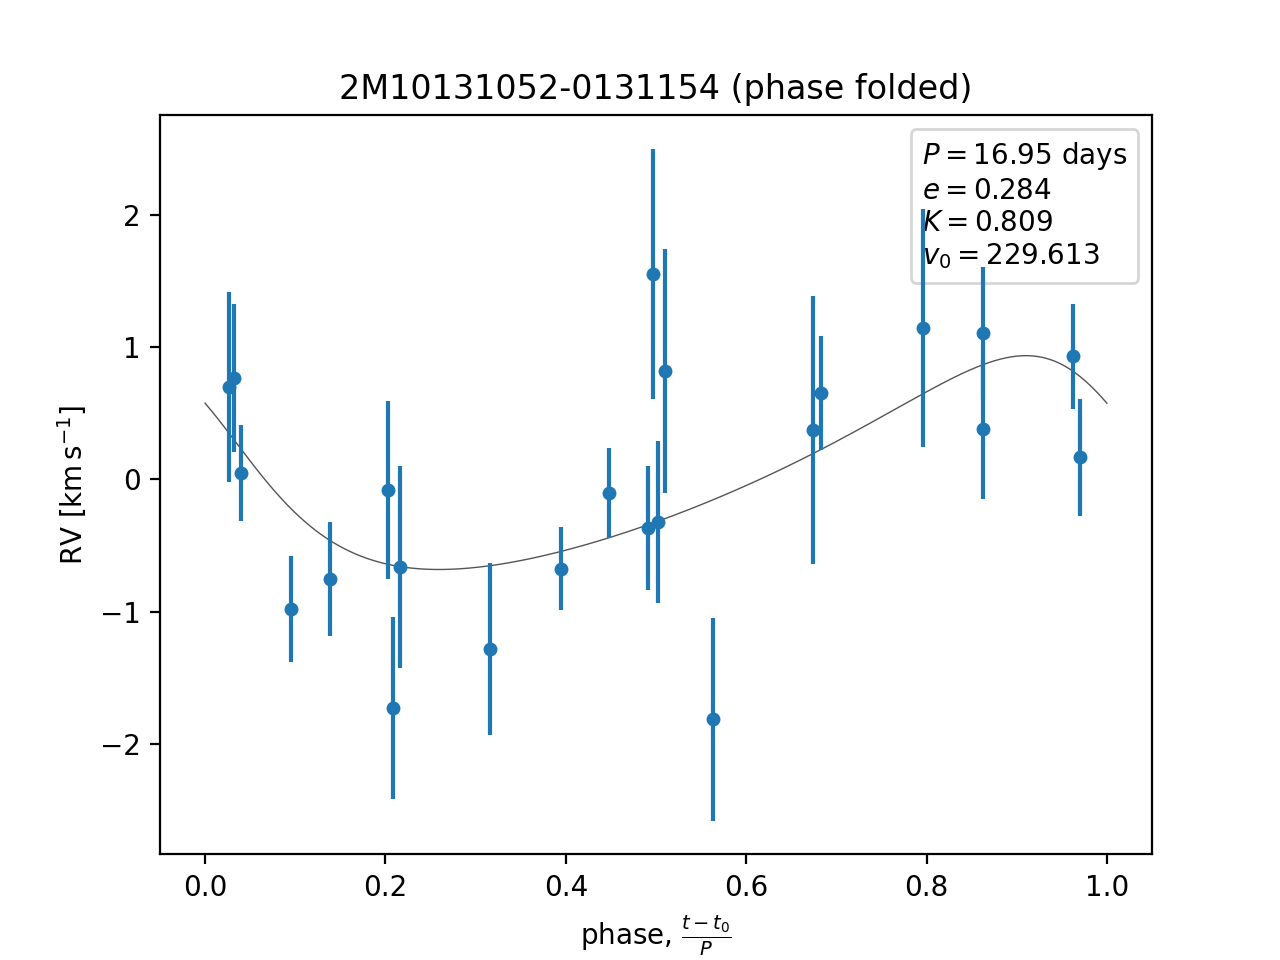 2M10131052-0131154 (phase folded)
P = 16.95 days
e = 0.284
K = 0.809
v₀ = 229.613
RV [km s⁻¹]
2
1
0
−1
−2
0.0 0.2 0.4 0.6 0.8 1.0
phase, (t − t₀)/P